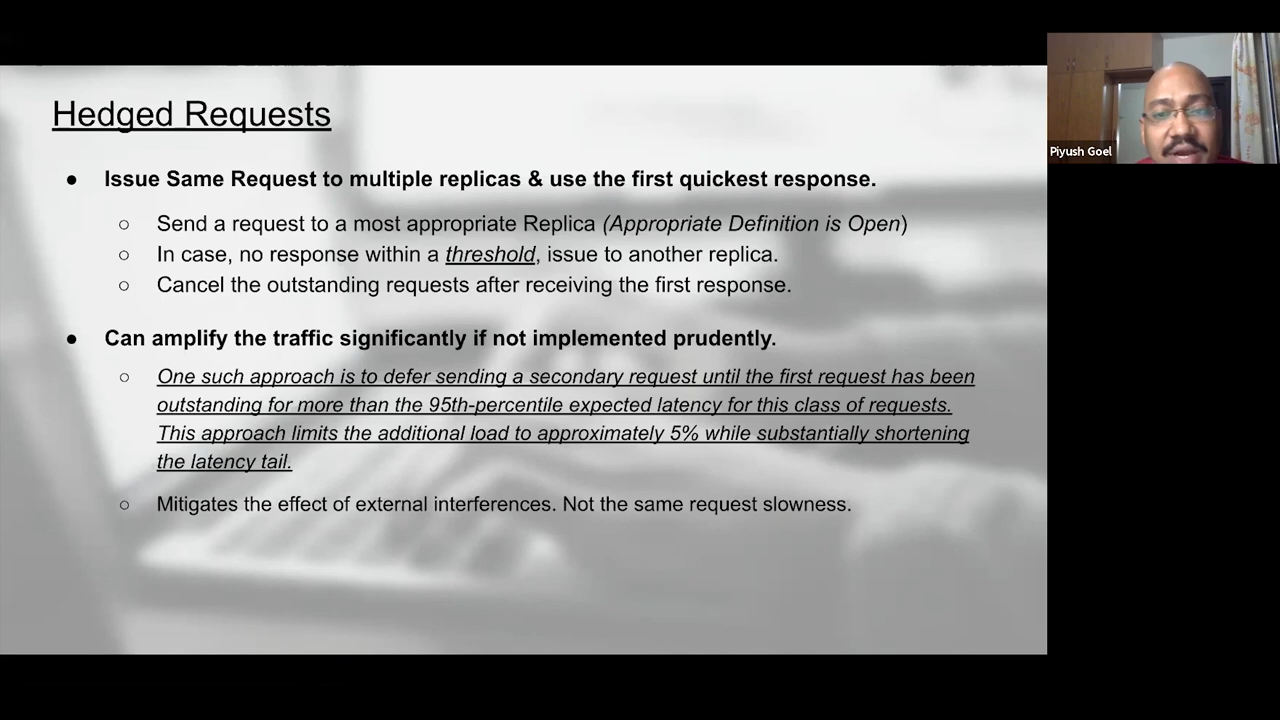 Hedged Requests
● Issue Same Request to multiple replicas & use the first quickest response.
○ Send a request to a most appropriate Replica (Appropriate Definition is Open)
○ In case, no response within a threshold, issue to another replica.
○ Cancel the outstanding requests after receiving the first response.
● Can amplify the traffic significantly if not implemented prudently.
○ One such approach is to defer sending a secondary request until the first request has been
outstanding for more than the 95th-percentile expected latency for this class of requests.
This approach limits the additional load to approximately 5% while substantially shortening
the latency tail.
○ Mitigates the effect of external interferences. Not the same request slowness.
Piyush Goel